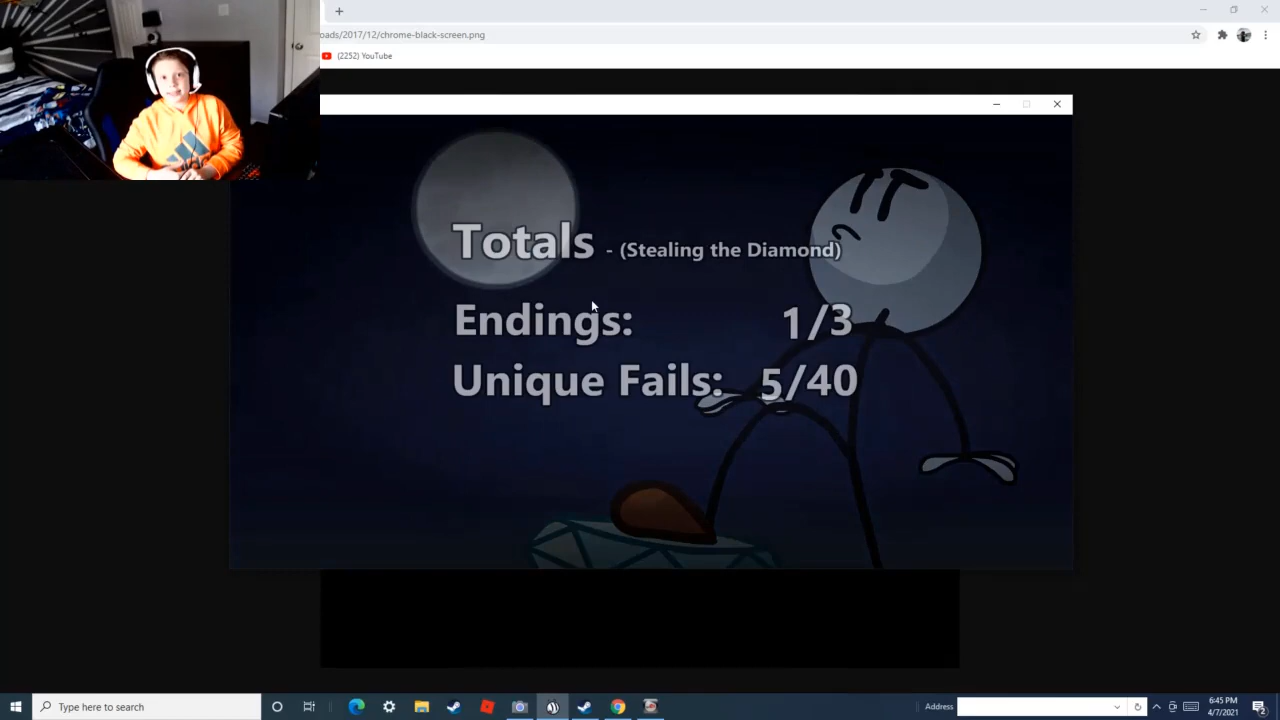 oads/2017/12/chrome-black-screen.png
(2252) YouTube
Totals - (Stealing the Diamond)
Endings: 1/3
Unique Fails: 5/40
Type here to search
Address
6:45 PM
4/7/2021
2